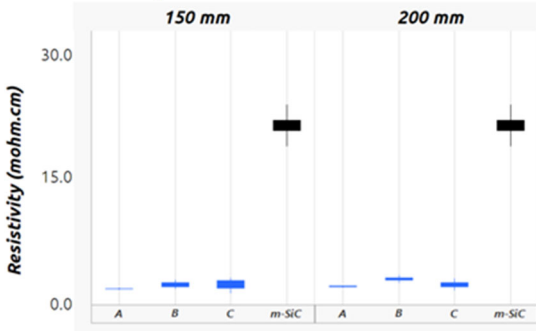 150 mm 200 mm
30.0
15.0
0.0
Resistivity (mohm.cm)
A B C m-SiC A B C m-SiC